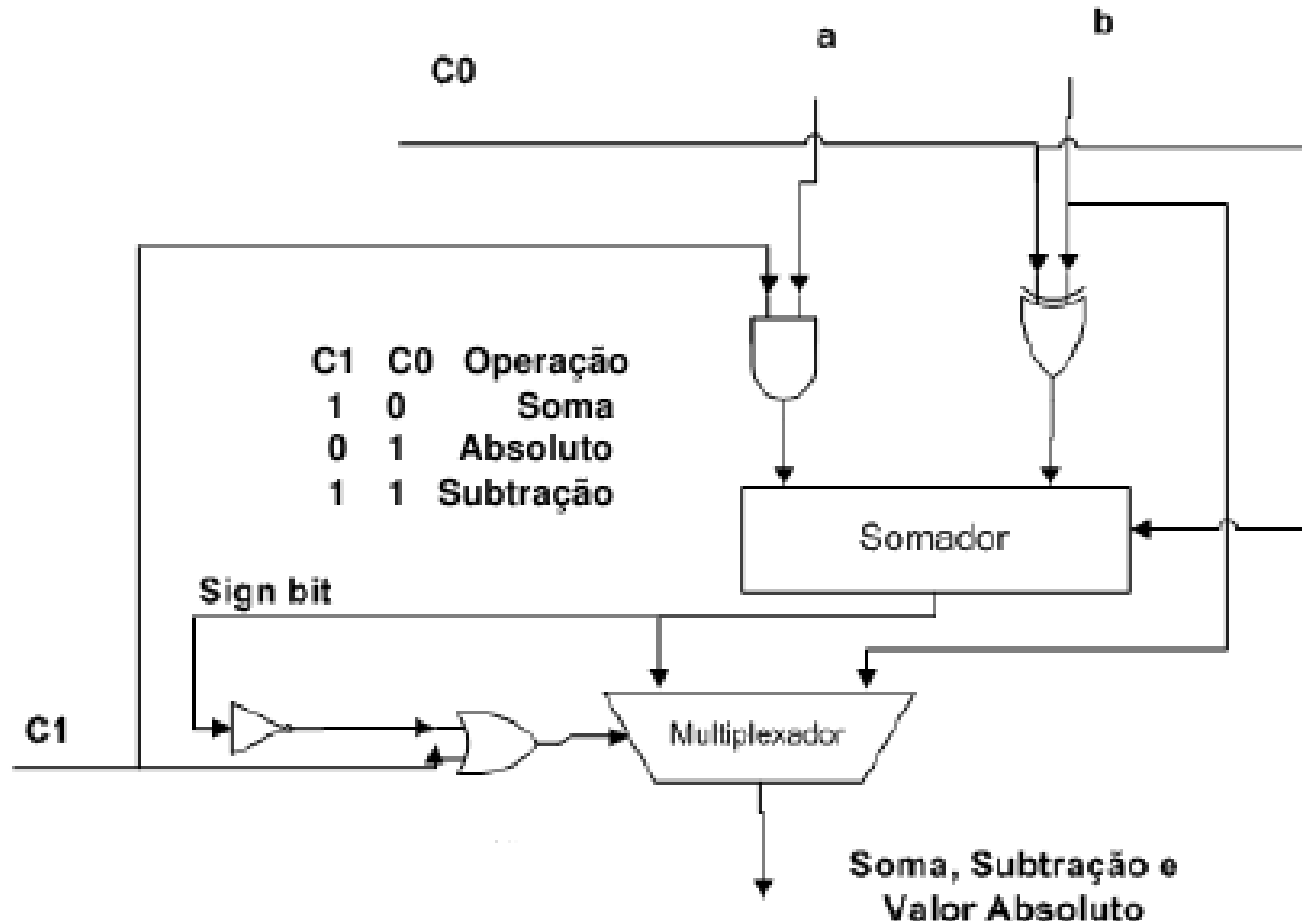 a
b
C0
C1 C0 Operação
1 0 Soma
0 1 Absoluto
1 1 Subtração
Somador
Sign bit
C1
Multiplexador
Soma, Subtração e
Valor Absoluto